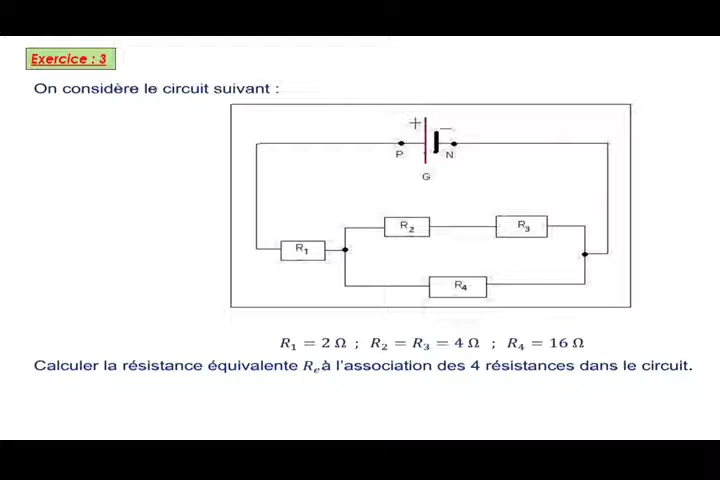 Exercice : 3
On considère le circuit suivant :
+ −
P N
G
R2 R3
R1
R4
R₁ = 2 Ω ; R₂ = R₃ = 4 Ω ; R₄ = 16 Ω
Calculer la résistance équivalente Rₑ à l'association des 4 résistances dans le circuit.